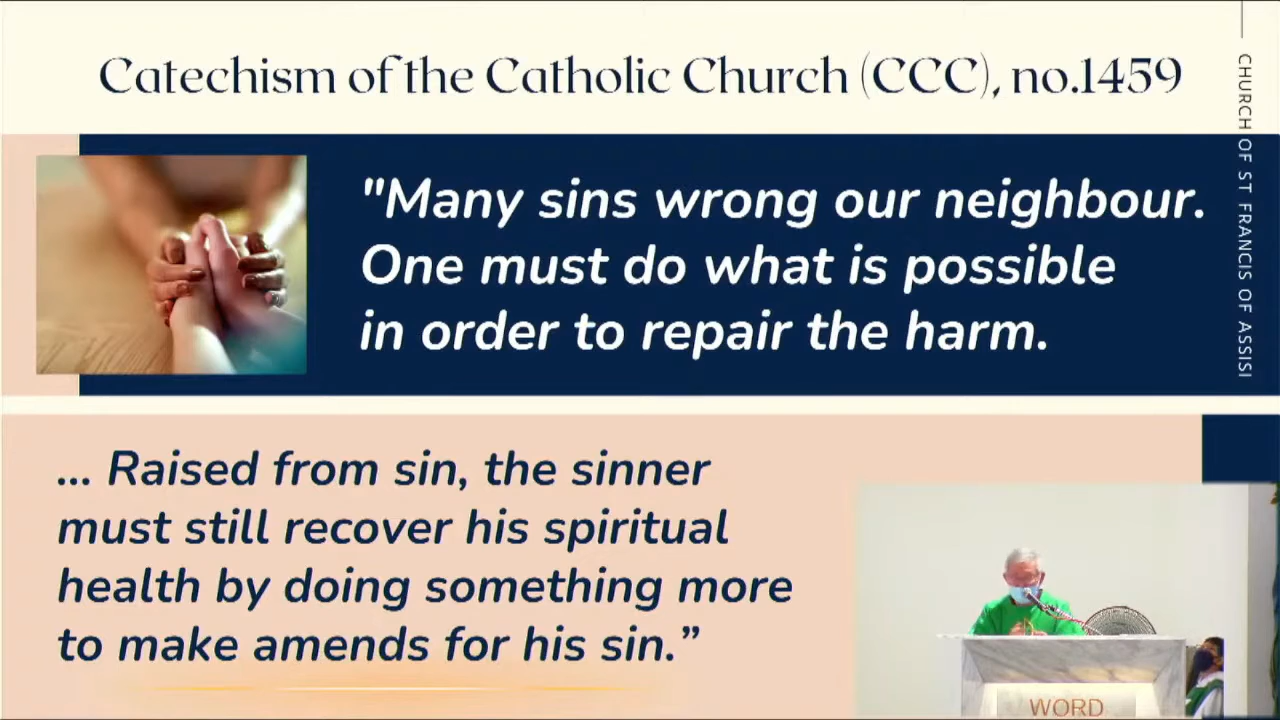 Catechism of the Catholic Church (CCC), no.1459
CHURCH OF ST FRANCIS OF ASSISI
"Many sins wrong our neighbour.
One must do what is possible
in order to repair the harm.
... Raised from sin, the sinner
must still recover his spiritual
health by doing something more
to make amends for his sin.”
WORD